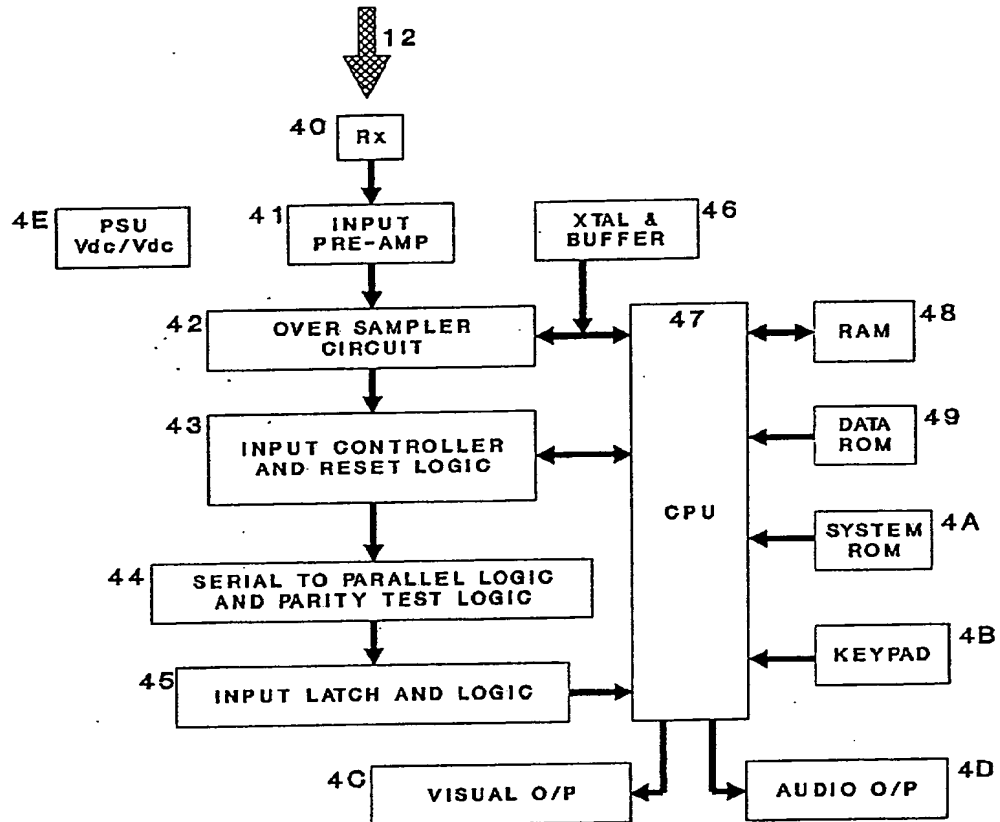 12
40
Rx
4E
PSU
Vdc/Vdc
41
INPUT
PRE-AMP
XTAL &
BUFFER
46
42
OVER SAMPLER
CIRCUIT
47
RAM
48
43
INPUT CONTROLLER
AND RESET LOGIC
DATA
ROM
49
CPU
SYSTEM
ROM
4A
44
SERIAL TO PARALLEL LOGIC
AND PARITY TEST LOGIC
KEYPAD
4B
45
INPUT LATCH AND LOGIC
4C
VISUAL O/P
AUDIO O/P
4D